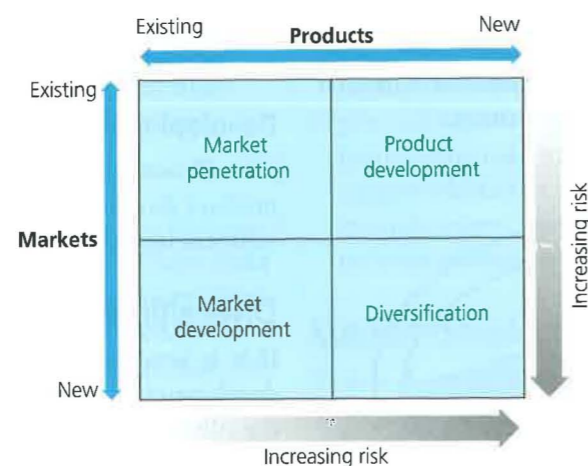 Existing
Products
New
Existing
Market
penetration
Product
development
Markets
Increasing risk
Market
development
Diversification
New
Increasing risk